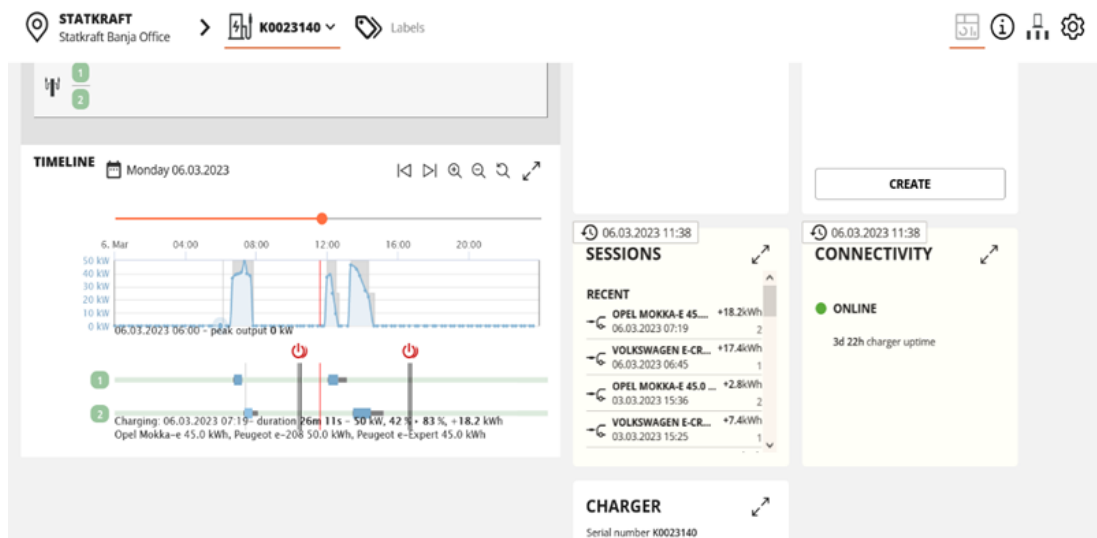 STATKRAFT
Statkraft Banja Office
K0023140
Labels
1
2
TIMELINE
Monday 06.03.2023
6. Mar 04:00 08:00 12:00 16:00 20:00
50 kW
40 kW
30 kW
20 kW
10 kW
0 kW
06.03.2023 06:00 - peak output 0 kW
1
2
Charging: 06.03.2023 07:19- duration 26m 11s - 50 kW, 42 % • 83 %, +18.2 kWh
Opel Mokka-e 45.0 kWh, Peugeot e-208 50.0 kWh, Peugeot e-Expert 45.0 kWh
06.03.2023 11:38
SESSIONS
RECENT
OPEL MOKKA-E 45.... +18.2kWh
06.03.2023 07:19 2
VOLKSWAGEN E-CR... +17.4kWh
06.03.2023 06:45 1
OPEL MOKKA-E 45.0 ... +2.8kWh
03.03.2023 15:36 2
VOLKSWAGEN E-CR... +7.4kWh
03.03.2023 15:25 1
CREATE
06.03.2023 11:38
CONNECTIVITY
ONLINE
3d 22h charger uptime
CHARGER
Serial number K0023140